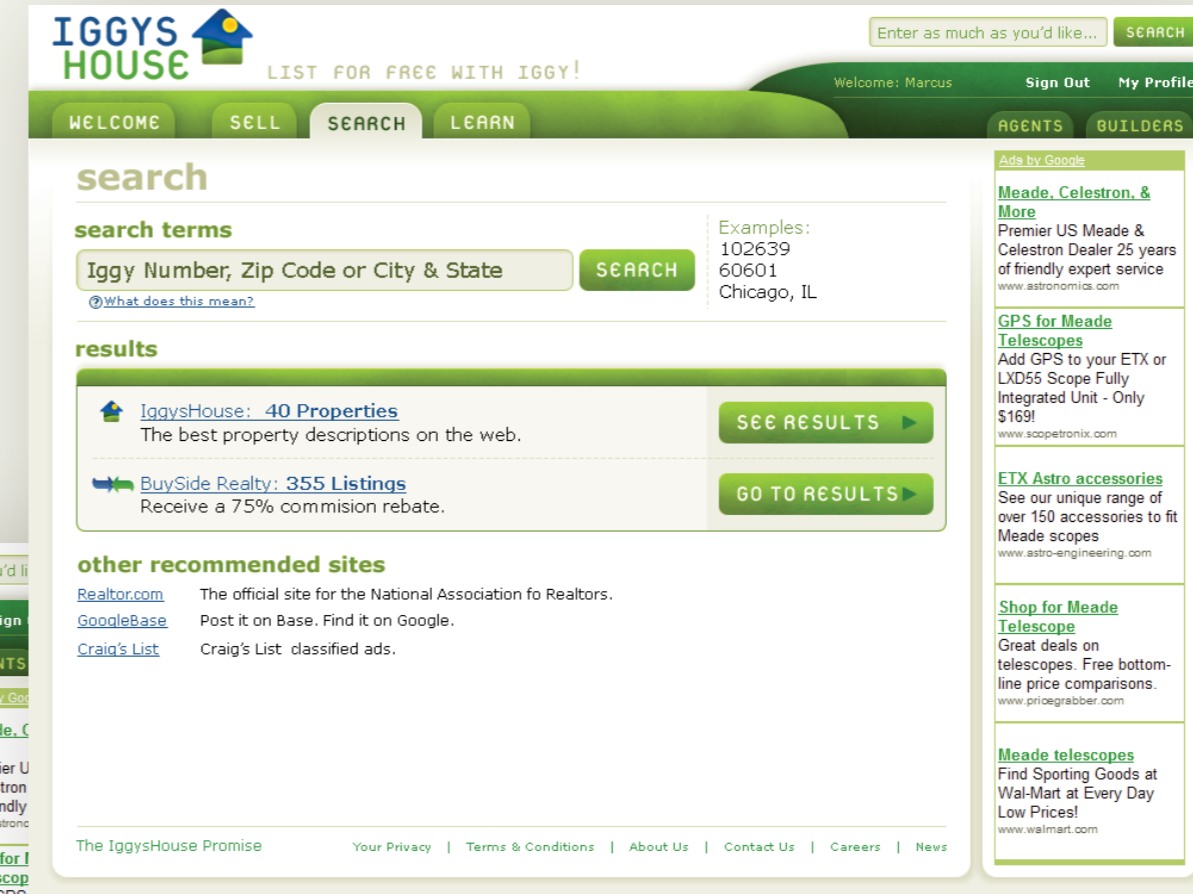 IGGYS
HOUSE
LIST FOR FREE WITH IGGY!
Enter as much as you'd like...
SEARCH
Welcome: Marcus
Sign Out
My Profile
WELCOME
SELL
SEARCH
LEARN
AGENTS
BUILDERS
search
search terms
Iggy Number, Zip Code or City & State
SEARCH
What does this mean?
Examples:
102639
60601
Chicago, IL
results
IggysHouse: 40 Properties
The best property descriptions on the web.
SEE RESULTS
BuySide Realty: 355 Listings
Receive a 75% commision rebate.
GO TO RESULTS
other recommended sites
Realtor.com The official site for the National Association fo Realtors.
GoogleBase Post it on Base. Find it on Google.
Craig's List Craig's List classified ads.
The IggysHouse Promise
Your Privacy | Terms & Conditions | About Us | Contact Us | Careers | News
Ads by Google
Meade, Celestron, &
More
Premier US Meade &
Celestron Dealer 25 years
of friendly expert service
www.astronomics.com
GPS for Meade
Telescopes
Add GPS to your ETX or
LXD55 Scope Fully
Integrated Unit - Only
$169!
www.scopetronix.com
ETX Astro accessories
See our unique range of
over 150 accessories to fit
Meade scopes
www.astro-engineering.com
Shop for Meade
Telescope
Great deals on
telescopes. Free bottom-
line price comparisons.
www.pricegrabber.com
Meade telescopes
Find Sporting Goods at
Wal-Mart at Every Day
Low Prices!
www.walmart.com